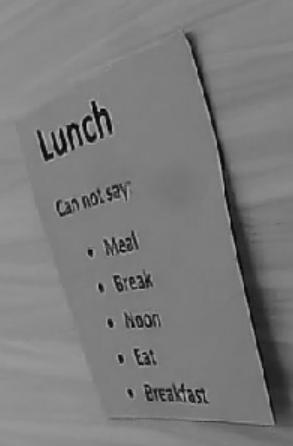 Lunch
Can not say:
• Meal
• Break
• Noon
• Eat
• Breakfast